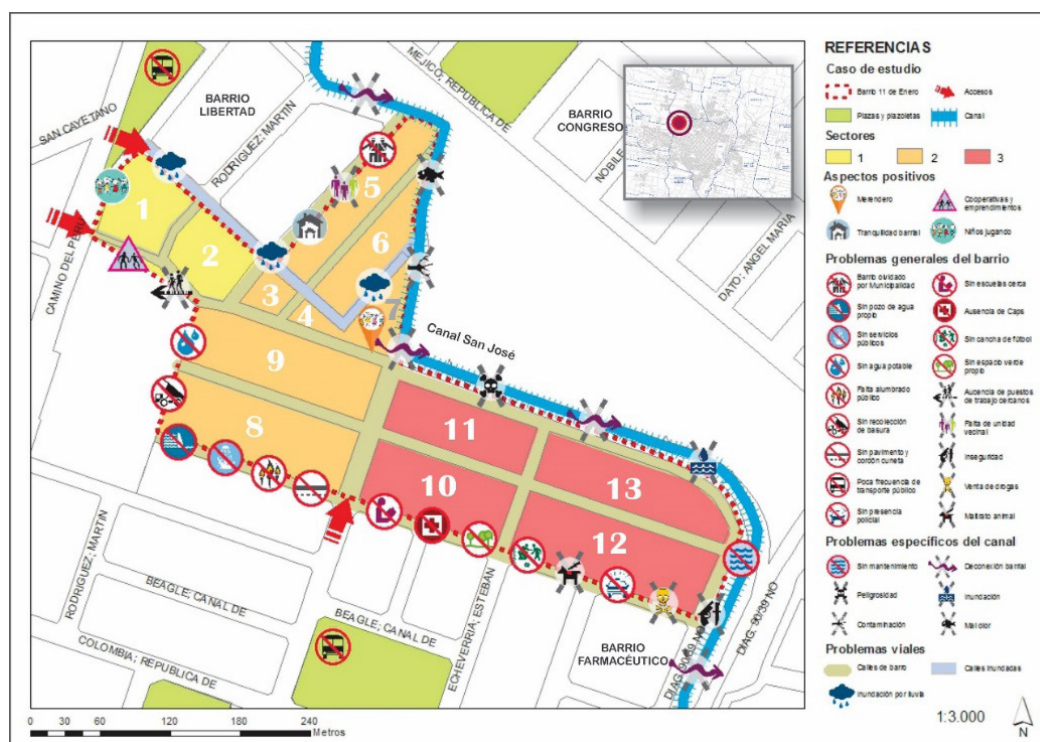 MEJICO; REPUBLICA DE
BARRIO
LIBERTAD
SAN CAYETANO
RODRIGUEZ; MARTIN
BARRIO
CONGRESO
NOBILE
DATO; ANGEL MARIA
CAMINO DEL PERU
1
2
3
4
5
6
7
8
9
10
11
12
13
Canal San José
RODRIGUEZ; MARTIN
BEAGLE; CANAL DE
BEAGLE; CANAL DE
COLOMBIA; REPUBLICA DE
ECHEVERRIA; ESTEBAN
BARRIO
FARMACÉUTICO
DIAG. 90/39 NO
DIAG. 90/39 NO
0 30 60 120 180 240
Metros
REFERENCIAS
Caso de estudio
Barrio 11 de Enero
Accesos
Plazas y plazoletas
Canal
Sectores
1 2 3
Aspectos positivos
Merendero
Cooperativas y
emprendimientos
Tranquilidad barrial
Niños jugando
Problemas generales del barrio
Barrio olvidado
por Municipalidad
Sin escuelas cerca
Sin pozo de agua
propio
Ausencia de Caps
Sin servicios
públicos
Sin cancha de fútbol
Sin agua potable
Sin espacio verde
propio
Falta alumbrado
público
Aucencia de puestos
de trabajo cercanos
Sin recolección
de basura
Falta de unidad
vecinal
Sin pavimento y
cordón cuneta
Inseguridad
Poca frecuencia de
transporte público
Venta de drogas
Sin presencia
policial
Maltrato animal
Problemas específicos del canal
Sin mantenimiento
Deconexión barrial
Peligrosidad
Inundación
Contaminación
Mal olor
Problemas viales
Calles de barro
Calles inundadas
Inundación por lluvia
1:3.000
N